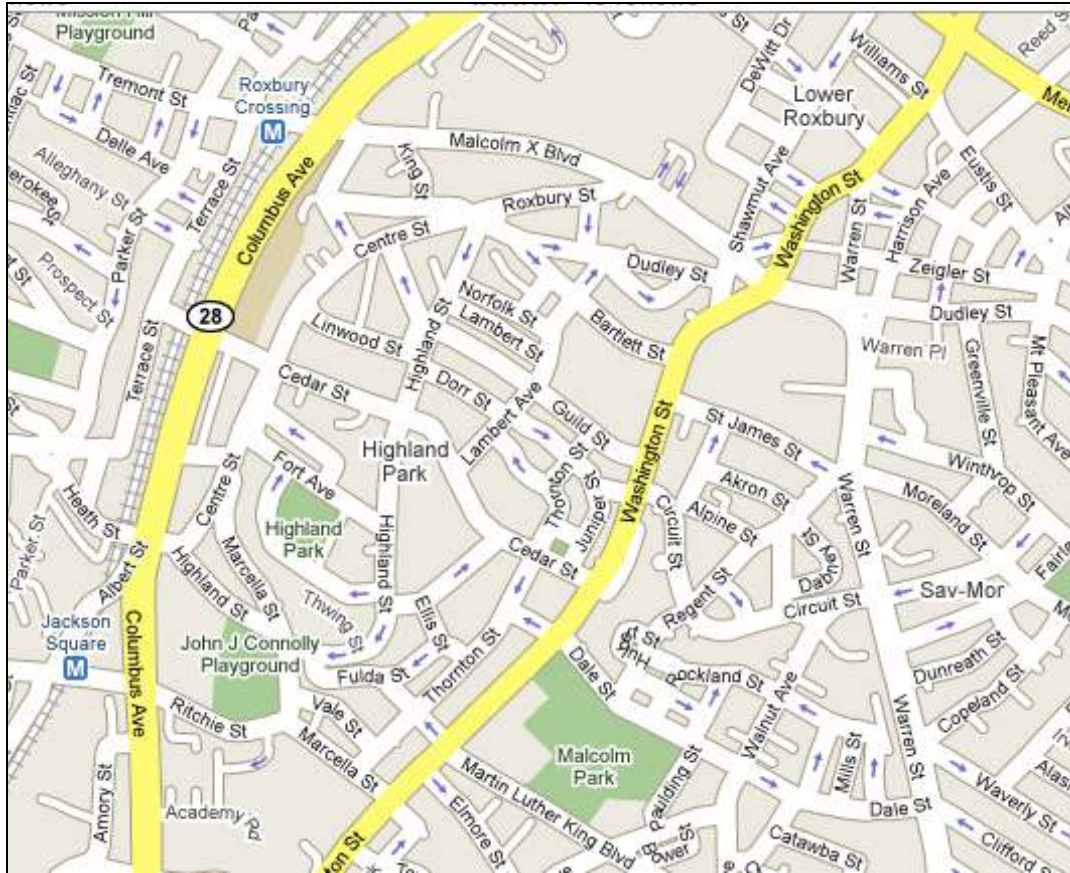 Mission Hill
Playground
Tremont St
Delle Ave
Alleghany St
Prospect St
Parker St
Terrace St
Terrace St
Roxbury
Crossing
M
Columbus Ave
28
Malcolm X Blvd
King St
Roxbury St
Centre St
Dudley St
DeWitt Dr
Williams St
Reed St
Lower
Roxbury
Shawmut Ave
Washington St
Warren St
Harrison Ave
Eustis St
Zeigler St
Dudley St
Warren Pl
Greenville St
Mt Pleasant Ave
Norfolk St
Lambert St
Bartlett St
Linwood St
Highland St
Cedar St
Dorr St
Lambert Ave
Guild St
Highland
Park
Thornton St
Juniper St
Washington St
St James St
Winthrop St
Moreland St
Warren St
Akron St
Alpine St
Circuit St
Dabney St
Regent St
Circuit St
Sav-Mor
Heath St
Parker St
Albert St
Centre St
Fort Ave
Highland
Park
Marcella St
Highland St
Highland St
Cedar St
Thwing St
Ellis St
Fulda St
Thornton St
Jackson
Square
M
Columbus Ave
John J Connolly
Playground
Ritchie St
Vale St
Marcella St
Amory St
Academy Rd
Dale St
Malcolm
Park
Martin Luther King Blvd
Elmore St
Paulding St
Walnut Ave
Mills St
Dale St
Catawba St
Warren St
Dunreath St
Copeland St
Waverly St
Clifford St